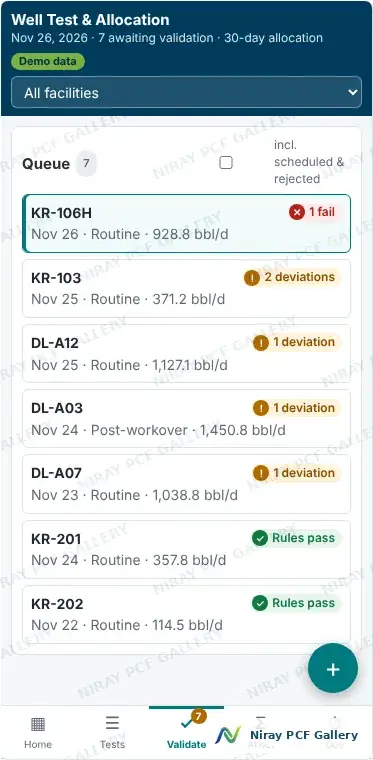 Well Test & Allocation
Nov 26, 2026 · 7 awaiting validation · 30-day allocation
Demo data
All facilities
Queue 7
incl.
scheduled &
rejected
KR-106H 1 fail
Nov 26 · Routine · 928.8 bbl/d
KR-103 2 deviations
Nov 25 · Routine · 371.2 bbl/d
DL-A12 1 deviation
Nov 25 · Routine · 1,127.1 bbl/d
DL-A03 1 deviation
Nov 24 · Post-workover · 1,450.8 bbl/d
DL-A07 1 deviation
Nov 23 · Routine · 1,038.8 bbl/d
KR-201 Rules pass
Nov 24 · Routine · 357.8 bbl/d
KR-202 Rules pass
Nov 22 · Routine · 114.5 bbl/d
+
7
Home Tests Validate
Niray PCF Gallery
NIRAY PCF GALLERY